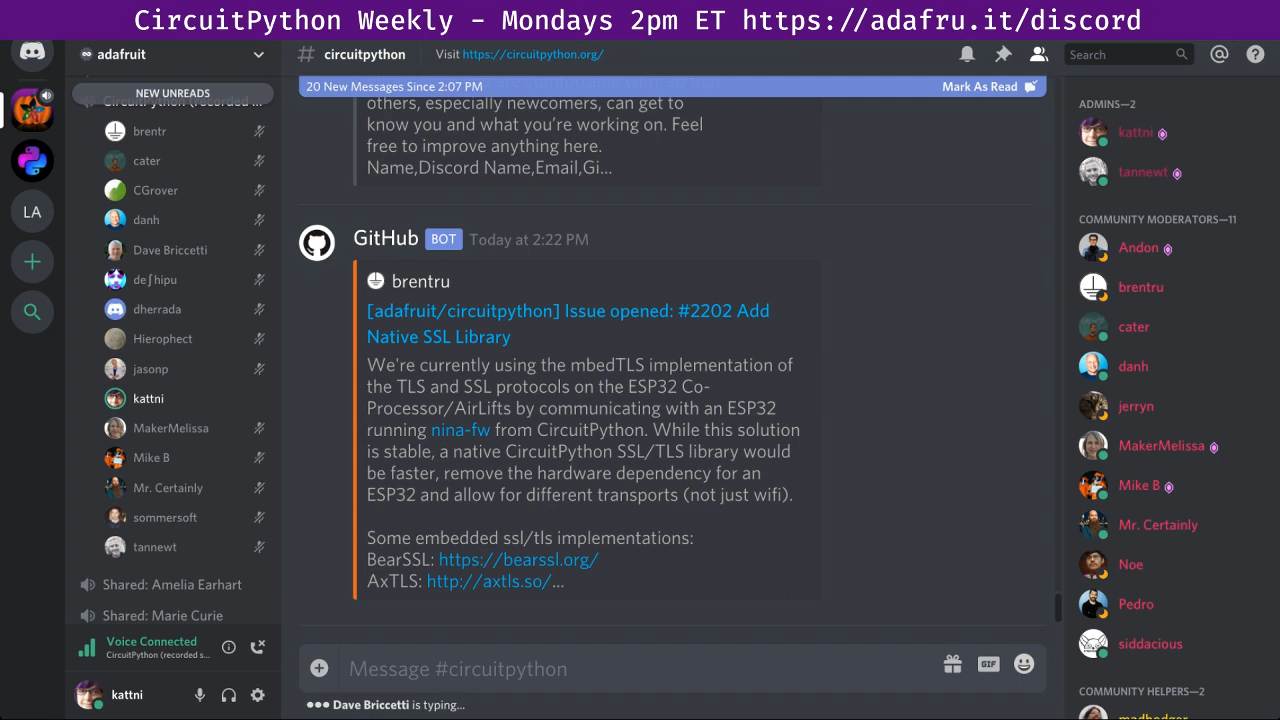 CircuitPython Weekly - Mondays 2pm ET https://adafru.it/discord
adafruit
NEW UNREADS
CircuitPython (recorded ...
brentr
cater
CGrover
danh
Dave Briccetti
de∫hipu
dherrada
Hierophect
jasonp
kattni
MakerMelissa
Mike B
Mr. Certainly
sommersoft
tannewt
Shared: Amelia Earhart
Shared: Marie Curie
Voice Connected
CircuitPython (recorded s...
kattni
LA
# circuitpython
Visit https://circuitpython.org/
Search
20 New Messages Since 2:07 PM
Mark As Read
others, especially newcomers, can get to
know you and what you're working on. Feel
free to improve anything here.
Name,Discord Name,Email,Gi...
GitHub BOT Today at 2:22 PM
brentru
[adafruit/circuitpython] Issue opened: #2202 Add
Native SSL Library
We're currently using the mbedTLS implementation of
the TLS and SSL protocols on the ESP32 Co-
Processor/AirLifts by communicating with an ESP32
running nina-fw from CircuitPython. While this solution
is stable, a native CircuitPython SSL/TLS library would
be faster, remove the hardware dependency for an
ESP32 and allow for different transports (not just wifi).
Some embedded ssl/tls implementations:
BearSSL: https://bearssl.org/
AxTLS: http://axtls.so/...
Message #circuitpython
GIF
Dave Briccetti is typing...
ADMINS—2
kattni
tannewt
COMMUNITY MODERATORS—11
Andon
brentru
cater
danh
jerryn
MakerMelissa
Mike B
Mr. Certainly
Noe
Pedro
siddacious
COMMUNITY HELPERS—2
madbodger